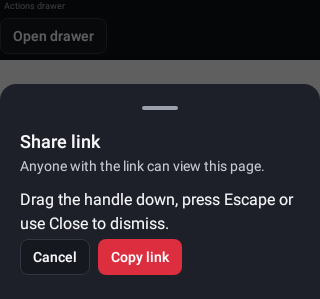 Actions drawer
Open drawer
Share link
Anyone with the link can view this page.
Drag the handle down, press Escape or
use Close to dismiss.
Cancel
Copy link